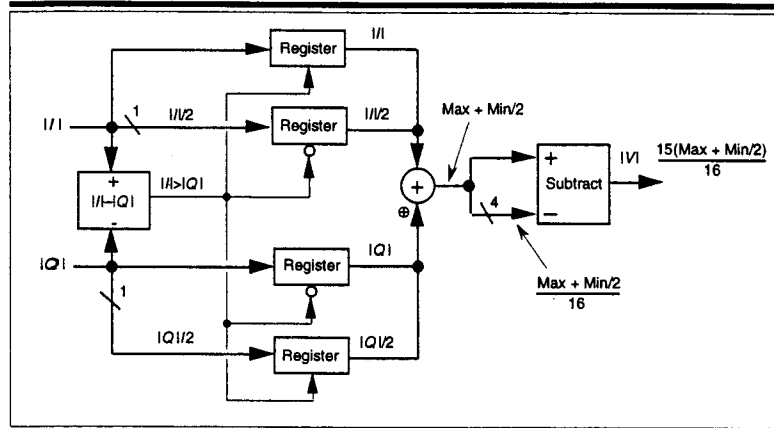 |I|
Register
1
|I|/2
Register
|I|
|I|/2
Max + Min/2
|I|
+
|I|–|Q|
-
|I|>|Q|
+
⊕
+
Subtract
–
4
|V|
15(Max + Min/2)
16
Max + Min/2
16
|Q|
1
Register
|Q|
|Q|/2
Register
|Q|/2